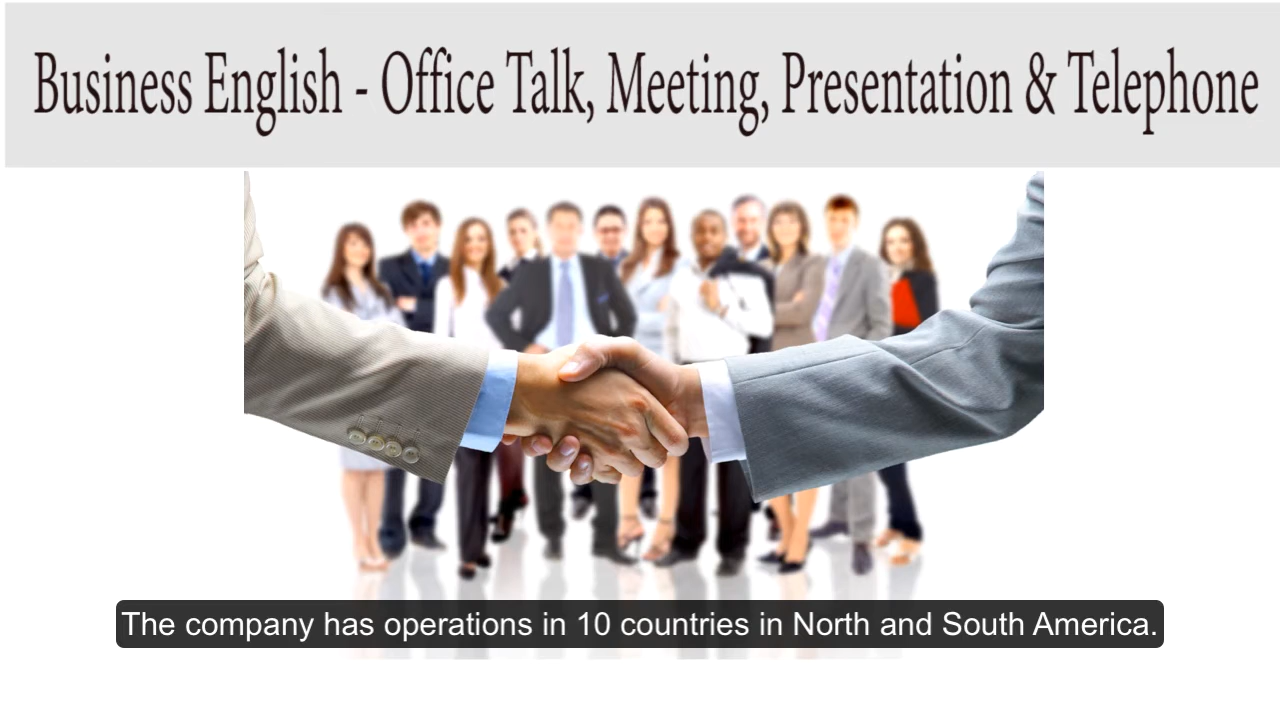 Business English - Office Talk, Meeting, Presentation & Telephone
The company has operations in 10 countries in North and South America.